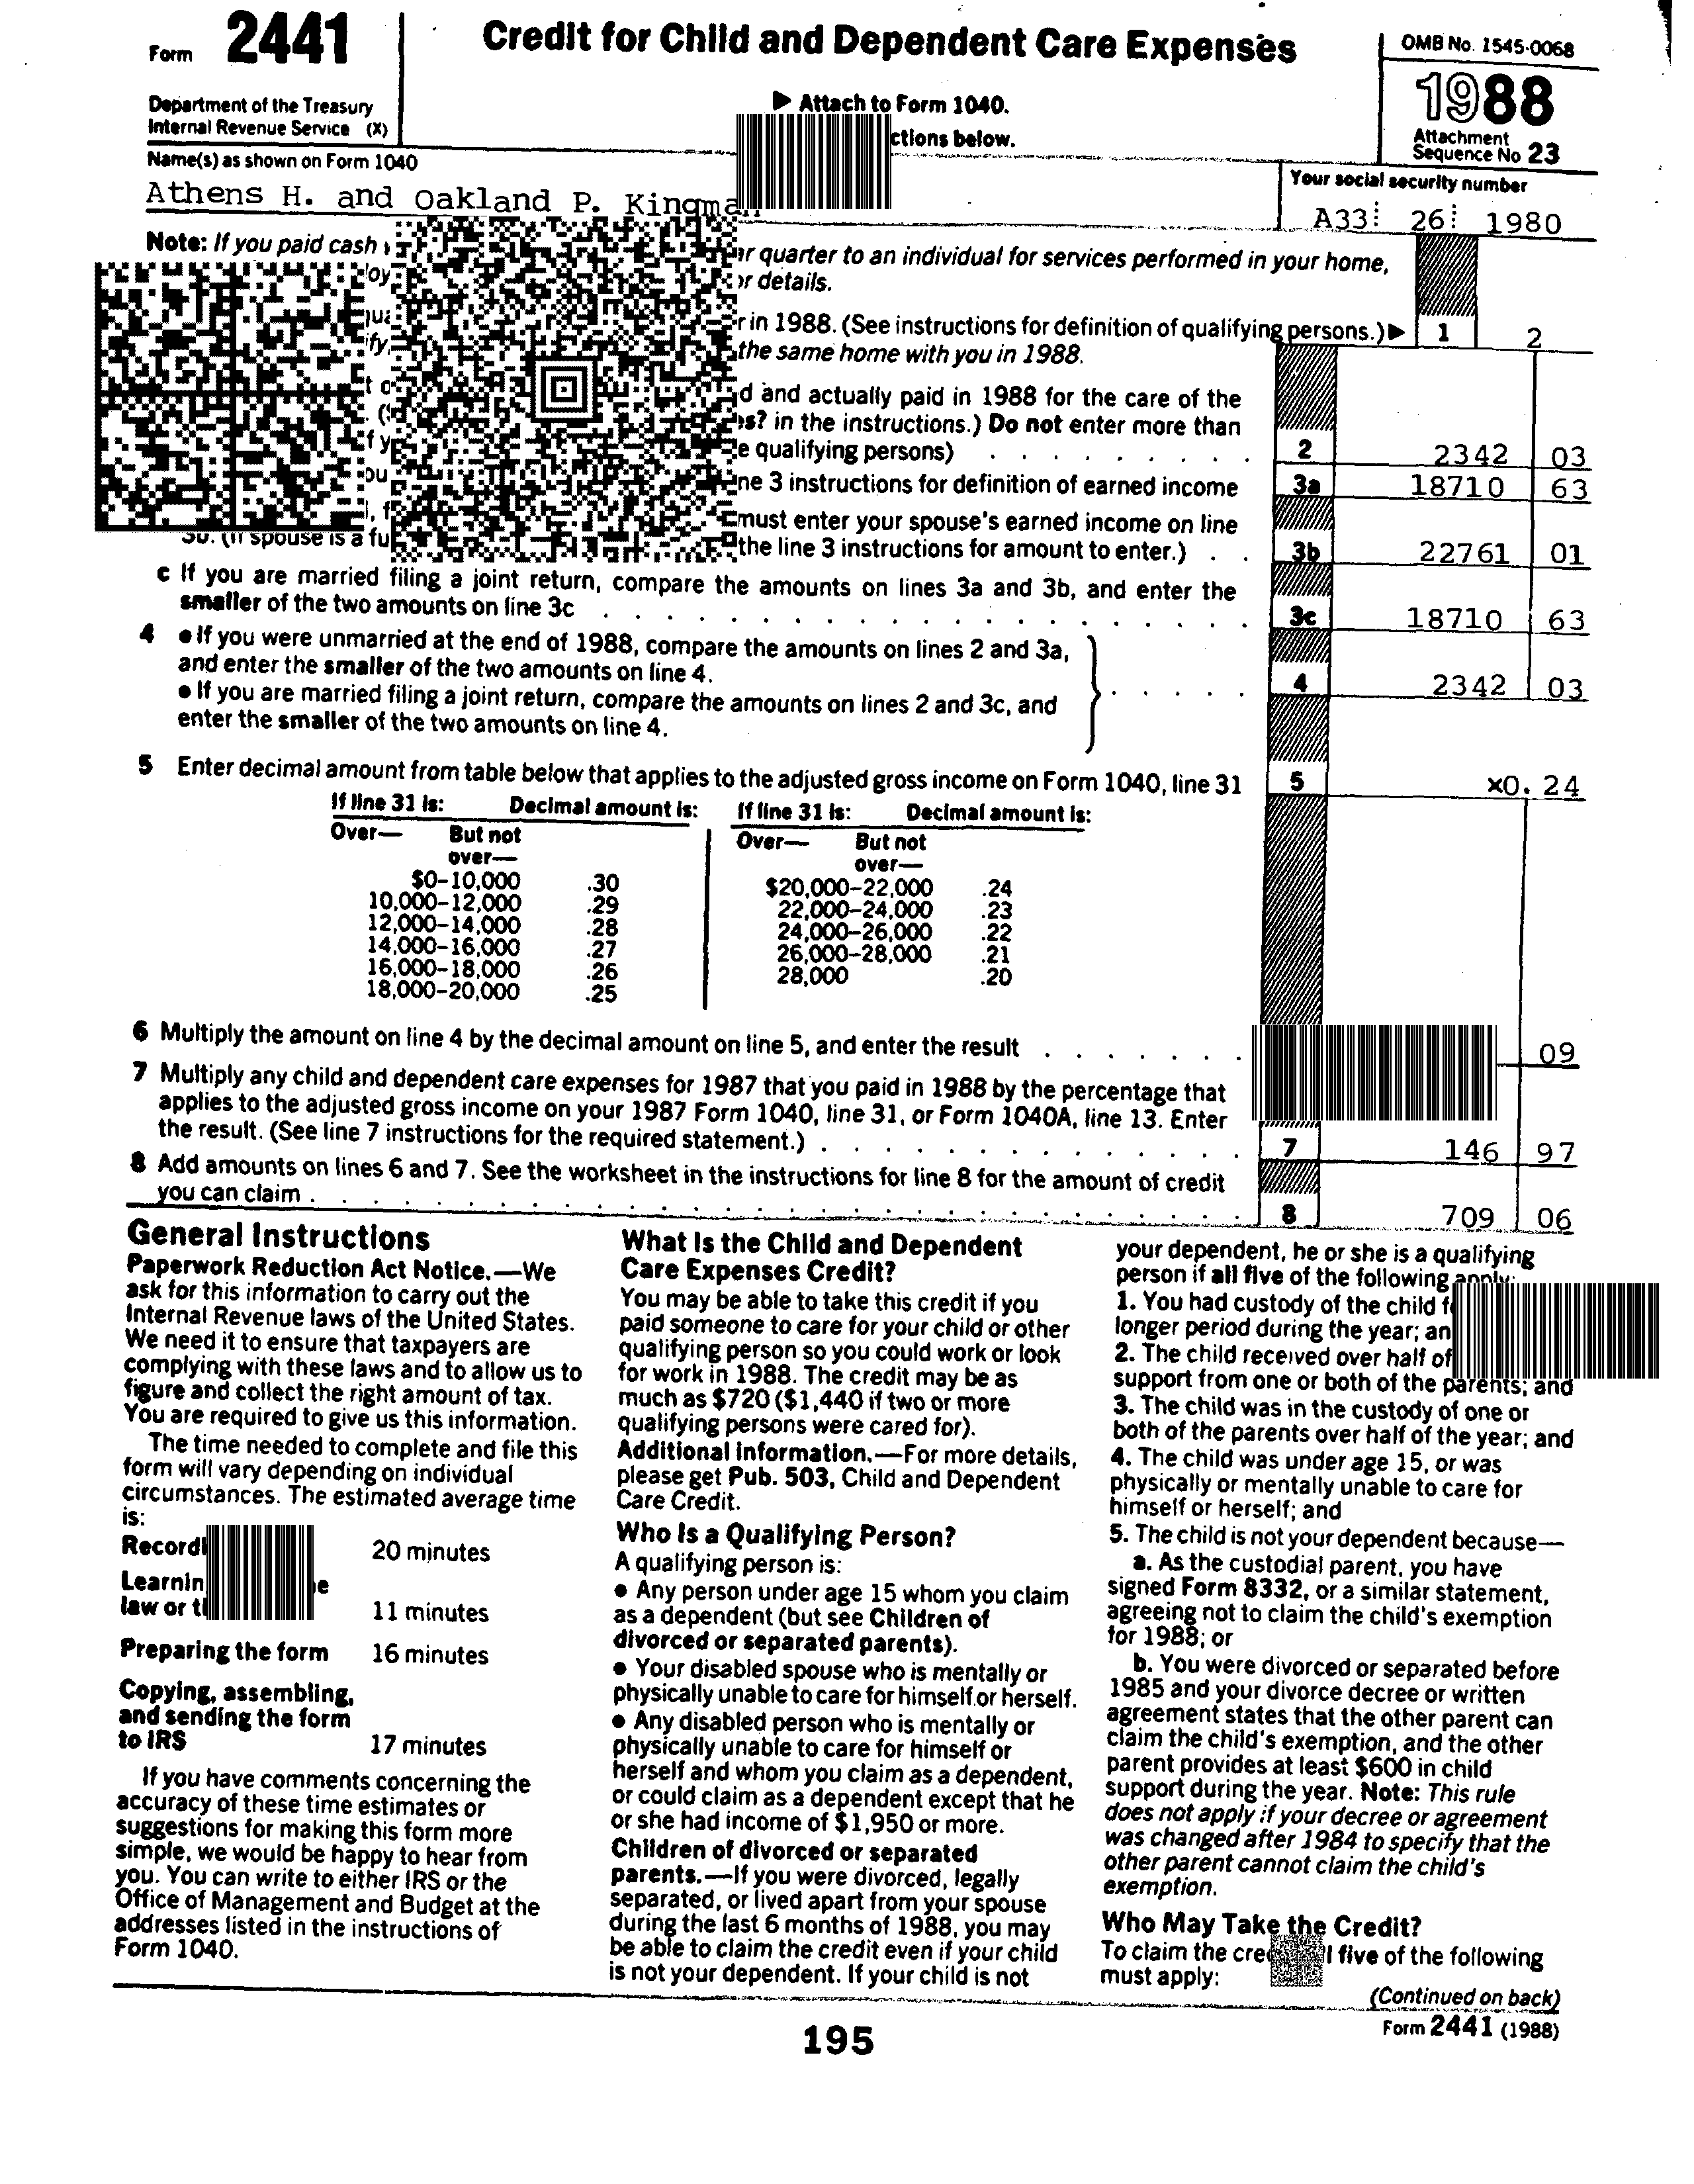 Form 2441
Credit for Child and Dependent Care Expenses
OMB No. 1545-0068
1988
Department of the Treasury
Internal Revenue Service (X)
▶ Attach to Form 1040.
below.
Attachment
Sequence No 23
Name(s) as shown on Form 1040
Your social security number
Athens H. and Oakland P.
A33 26 1980
Note: If you paid cash
quarter to an individual for services performed in your home,
details.
in 1988. (See instructions for definition of qualifying persons.) ▶ 1 2
the same home with you in 1988.
and actually paid in 1988 for the care of the
in the instructions.) Do not enter more than
qualifying persons) . . . . . . . . . 2 2342 03
3 instructions for definition of earned income 3a 18710 63
must enter your spouse's earned income on line
3b. (If spouse is a
the line 3 instructions for amount to enter.) . . 3b 22761 01
c If you are married filing a joint return, compare the amounts on lines 3a and 3b, and enter the
smaller of the two amounts on line 3c . . . . . . . . . . . . . . . . . . . . . 3c 18710 63
4 ● If you were unmarried at the end of 1988, compare the amounts on lines 2 and 3a,
and enter the smaller of the two amounts on line 4.
● If you are married filing a joint return, compare the amounts on lines 2 and 3c, and
enter the smaller of the two amounts on line 4.
. . . . . 4 2342 03
5 Enter decimal amount from table below that applies to the adjusted gross income on Form 1040, line 31 5 x0.24
If line 31 is: Decimal amount is: If line 31 is: Decimal amount is:
Over— But not over— Over— But not over—
$0–10,000 .30 $20,000–22,000 .24
10,000–12,000 .29 22,000–24,000 .23
12,000–14,000 .28 24,000–26,000 .22
14,000–16,000 .27 26,000–28,000 .21
16,000–18,000 .26 28,000 .20
18,000–20,000 .25
6 Multiply the amount on line 4 by the decimal amount on line 5, and enter the result . . . . . . . 09
7 Multiply any child and dependent care expenses for 1987 that you paid in 1988 by the percentage that
applies to the adjusted gross income on your 1987 Form 1040, line 31, or Form 1040A, line 13. Enter
the result. (See line 7 instructions for the required statement.) . . . . . . . . . . . . . 7 146 97
8 Add amounts on lines 6 and 7. See the worksheet in the instructions for line 8 for the amount of credit
you can claim . . . . . . . . . . . . . . . . . . . . . . . . . . . . . . 8 709 06
General Instructions
Paperwork Reduction Act Notice.—We
ask for this information to carry out the
Internal Revenue laws of the United States.
We need it to ensure that taxpayers are
complying with these laws and to allow us to
figure and collect the right amount of tax.
You are required to give us this information.
The time needed to complete and file this
form will vary depending on individual
circumstances. The estimated average time
is:
20 minutes
law or
11 minutes
Preparing the form 16 minutes
Copying, assembling,
and sending the form
to IRS 17 minutes
If you have comments concerning the
accuracy of these time estimates or
suggestions for making this form more
simple, we would be happy to hear from
you. You can write to either IRS or the
Office of Management and Budget at the
addresses listed in the instructions of
Form 1040.
What Is the Child and Dependent
Care Expenses Credit?
You may be able to take this credit if you
paid someone to care for your child or other
qualifying person so you could work or look
for work in 1988. The credit may be as
much as $720 ($1,440 if two or more
qualifying persons were cared for).
Additional Information.—For more details,
please get Pub. 503, Child and Dependent
Care Credit.
Who Is a Qualifying Person?
A qualifying person is:
● Any person under age 15 whom you claim
as a dependent (but see Children of
divorced or separated parents).
● Your disabled spouse who is mentally or
physically unable to care for himself or herself.
● Any disabled person who is mentally or
physically unable to care for himself or
herself and whom you claim as a dependent,
or could claim as a dependent except that he
or she had income of $1,950 or more.
Children of divorced or separated
parents.—If you were divorced, legally
separated, or lived apart from your spouse
during the last 6 months of 1988, you may
be able to claim the credit even if your child
is not your dependent. If your child is not
your dependent, he or she is a qualifying
person if all five of the following apply:
1. You had custody of the child
longer period during the year;
2. The child received over half of
support from one or both of the parents; and
3. The child was in the custody of one or
both of the parents over half of the year; and
4. The child was under age 15, or was
physically or mentally unable to care for
himself or herself; and
5. The child is not your dependent because—
a. As the custodial parent, you have
signed Form 8332, or a similar statement,
agreeing not to claim the child's exemption
for 1988; or
b. You were divorced or separated before
1985 and your divorce decree or written
agreement states that the other parent can
claim the child's exemption, and the other
parent provides at least $600 in child
support during the year. Note: This rule
does not apply if your decree or agreement
was changed after 1984 to specify that the
other parent cannot claim the child's
exemption.
Who May Take the Credit?
To claim the five of the following
must apply:
(Continued on back)
Form 2441 (1988)
195